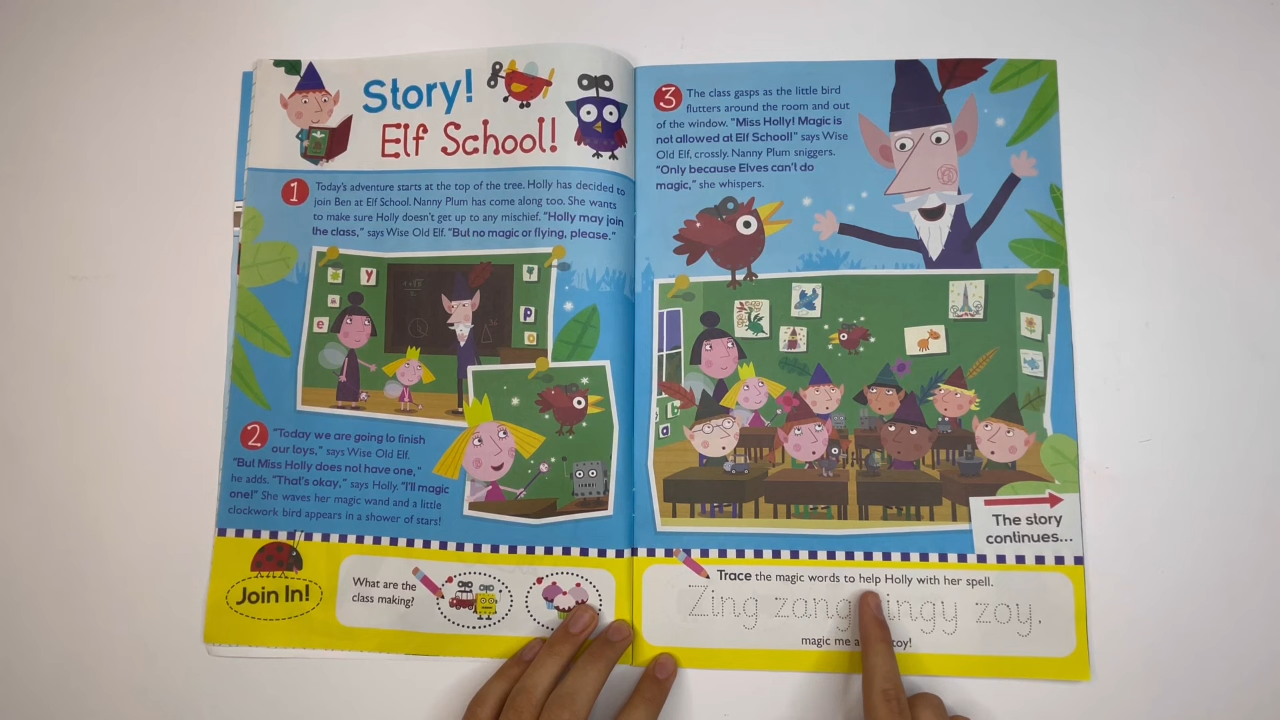 Story!
Elf School!
1
Today's adventure starts at the top of the tree. Holly has decided to
join Ben at Elf School. Nanny Plum has come along too. She wants
to make sure Holly doesn't get up to any mischief. "Holly may join
the class," says Wise Old Elf. "But no magic or flying, please."
y
e
p
2
"Today we are going to finish
our toys," says Wise Old Elf.
"But Miss Holly does not have one,"
he adds. "That's okay," says Holly. "I'll magic
one!" She waves her magic wand and a little
clockwork bird appears in a shower of stars!
Join In!
What are the
class making?
3
The class gasps as the little bird
flutters around the room and out
of the window. "Miss Holly! Magic is
not allowed at Elf School!" says Wise
Old Elf, crossly. Nanny Plum sniggers.
"Only because Elves can't do
magic," she whispers.
a
The story
continues...
Trace the magic words to help Holly with her spell.
Zing zang ingy zoy.
magic me a toy!